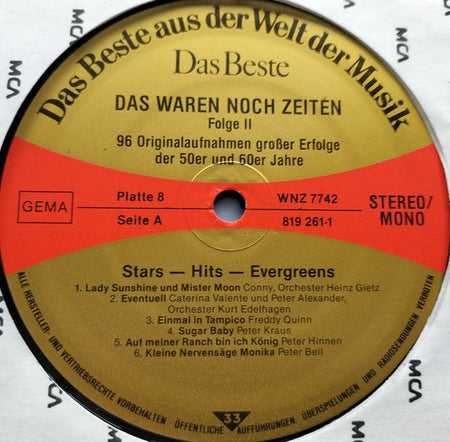 Das Beste aus der Welt der Musik
Das Beste
DAS WAREN NOCH ZEITEN
Folge II
96 Originalaufnahmen großer Erfolge
der 50er und 60er Jahre
GEMA
Platte 8
WNZ 7742
Seite A
819 261-1
STEREO/
MONO
Stars — Hits — Evergreens
1. Lady Sunshine und Mister Moon Conny, Orchester Heinz Gietz
2. Eventuell Caterina Valente und Peter Alexander,
Orchester Kurt Edelhagen
3. Einmal in Tampico Freddy Quinn
4. Sugar Baby Peter Kraus
5. Auf meiner Ranch bin ich König Peter Hinnen
6. Kleine Nervensäge Monika Peter Beil
33
ALLE HERSTELLER- UND VERTRIEBSRECHTE VORBEHALTEN ÖFFENTLICHE AUFFÜHRUNGEN ÜBERSPIELUNGEN UND RADIOSENDUNGEN VERBOTEN
MCA
MCA
MCA
MCA
MCA
MCA